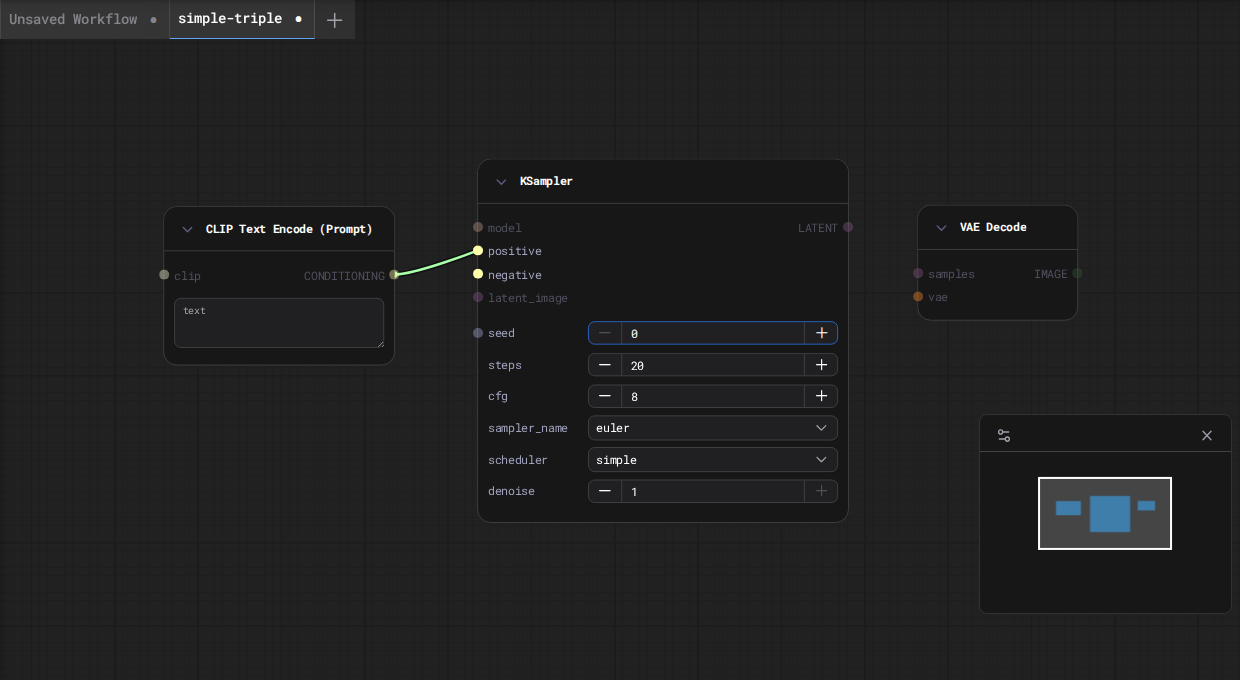 Unsaved Workflow
simple-triple
KSampler
CLIP Text Encode (Prompt)
VAE Decode
model
LATENT
positive
clip
CONDITIONING
negative
samples
IMAGE
latent_image
vae
text
seed
0
steps
20
cfg
8
sampler_name
euler
scheduler
simple
denoise
1